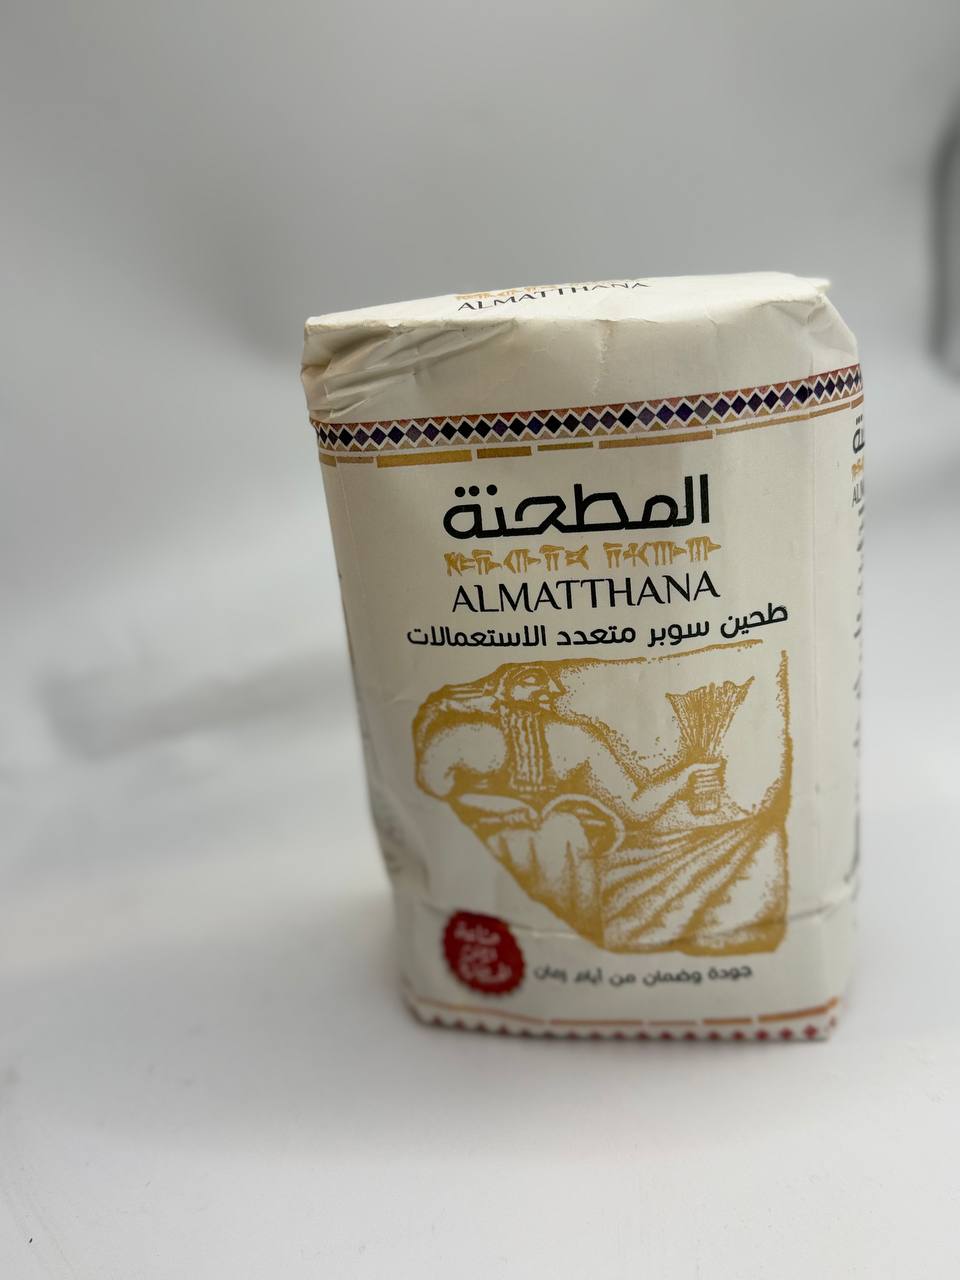 ALMATTHANA
المطحنة
ALMATTHANA
طحين سوبر متعدد الاستعمالات
جودة وضمان من أيام زمان